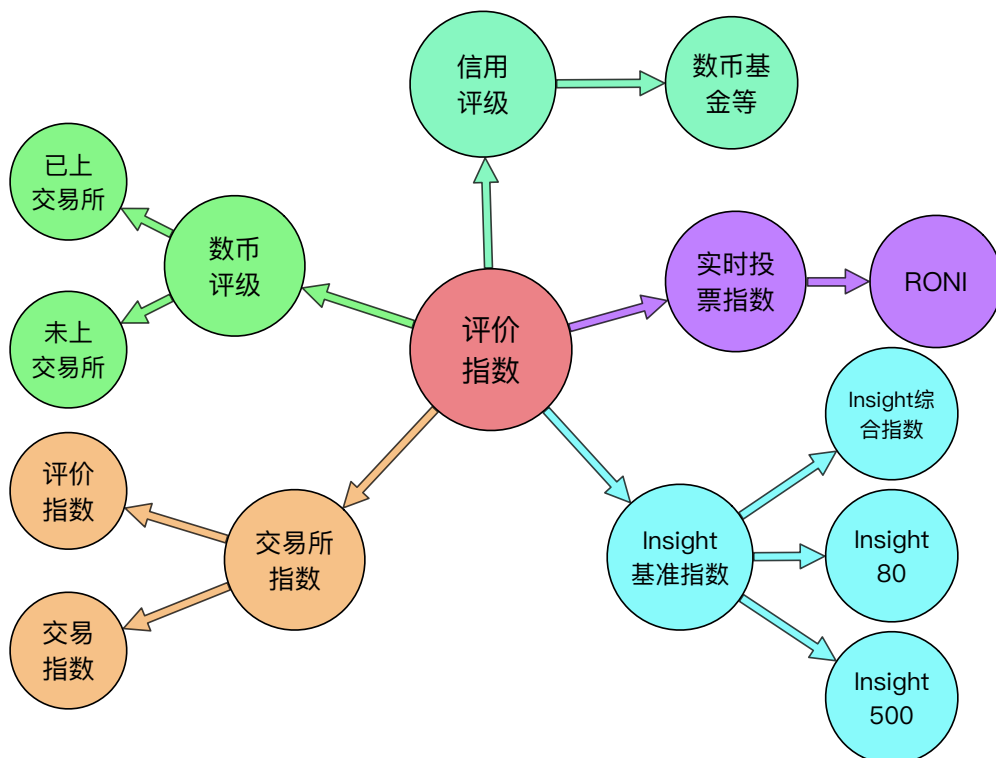 信用
评级
数币基
金等
已上
交易所
数币
评级
未上
交易所
实时投
票指数
RONI
评价
指数
Insight综
合指数
评价
指数
交易所
指数
交易
指数
Insight
基准指数
Insight
80
Insight
500